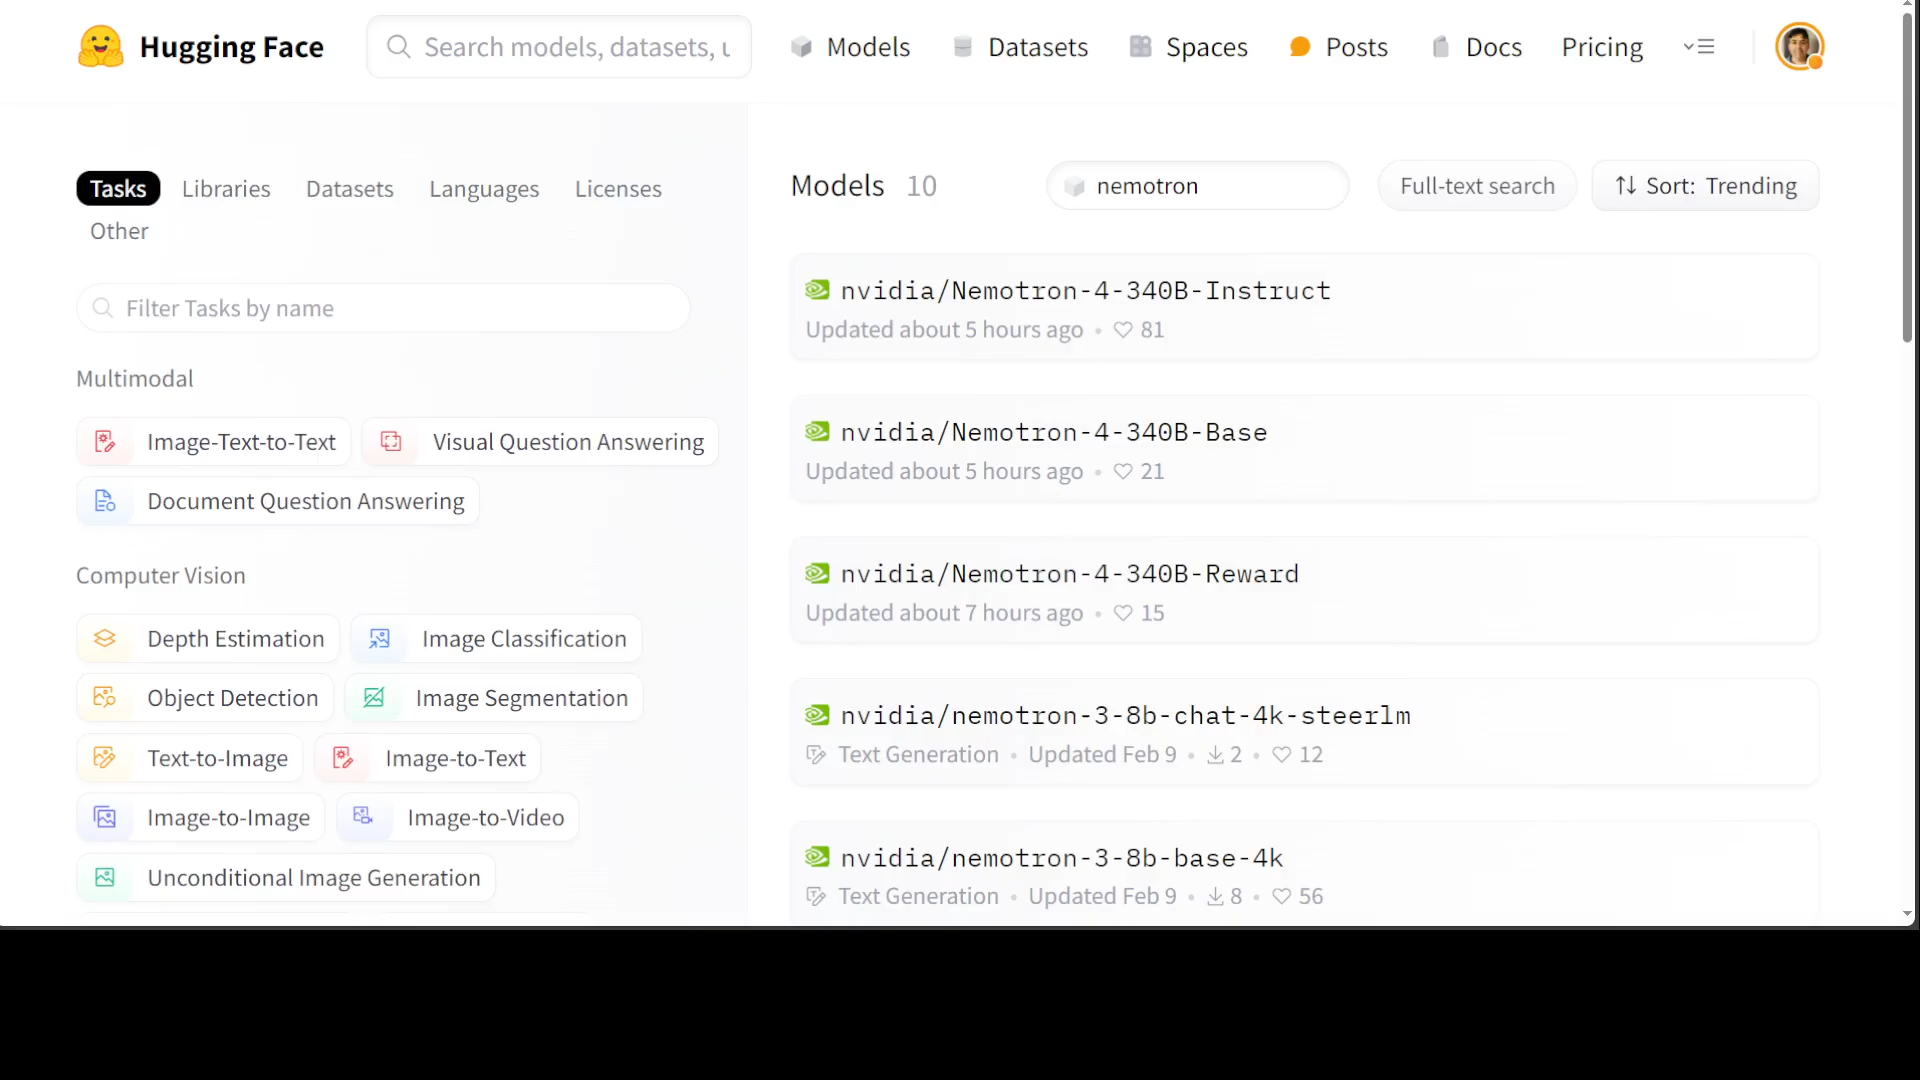 Hugging Face
Search models, datasets, u
Models
Datasets
Spaces
Posts
Docs
Pricing
Tasks
Libraries
Datasets
Languages
Licenses
Other
Filter Tasks by name
Multimodal
Image-Text-to-Text
Visual Question Answering
Document Question Answering
Computer Vision
Depth Estimation
Image Classification
Object Detection
Image Segmentation
Text-to-Image
Image-to-Text
Image-to-Image
Image-to-Video
Unconditional Image Generation
Models 10
nemotron
Full-text search
Sort: Trending
nvidia/Nemotron-4-340B-Instruct
Updated about 5 hours ago • 81
nvidia/Nemotron-4-340B-Base
Updated about 5 hours ago • 21
nvidia/Nemotron-4-340B-Reward
Updated about 7 hours ago • 15
nvidia/nemotron-3-8b-chat-4k-steerlm
Text Generation • Updated Feb 9 • 2 • 12
nvidia/nemotron-3-8b-base-4k
Text Generation • Updated Feb 9 • 8 • 56